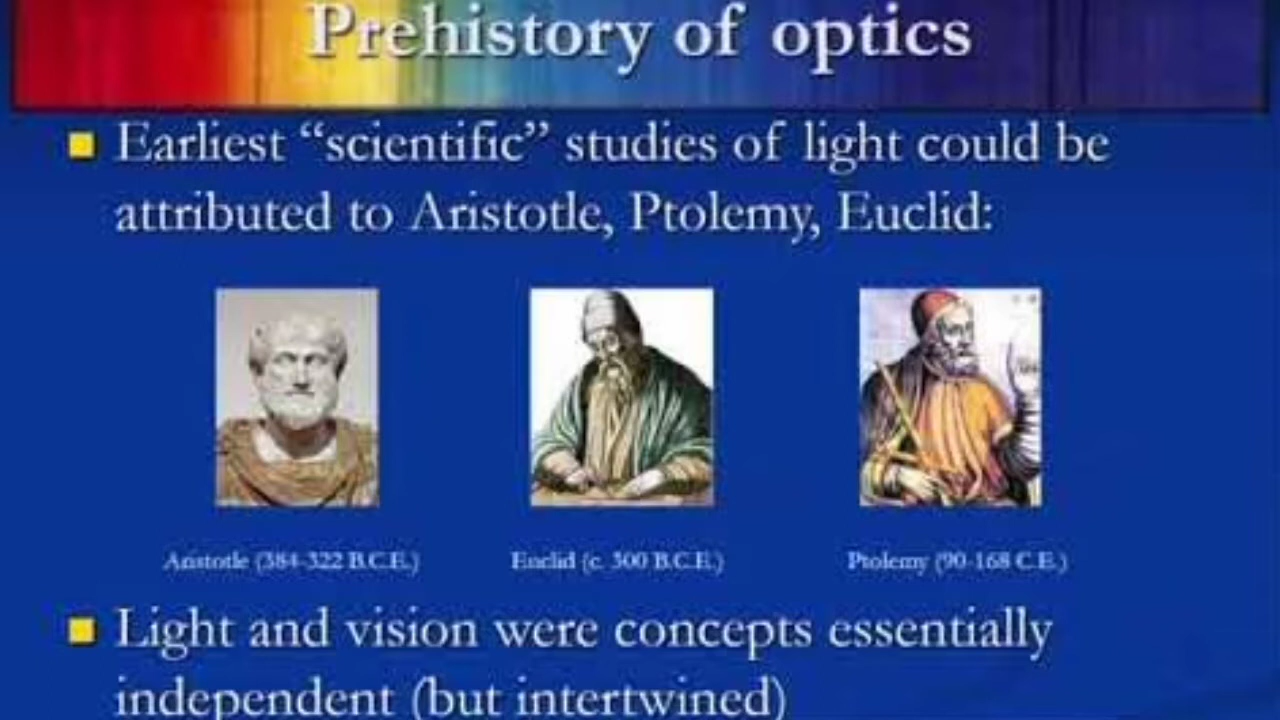 Prehistory of optics
Earliest “scientific” studies of light could be
attributed to Aristotle, Ptolemy, Euclid:
Aristotle (384-322 B.C.E.)
Euclid (c. 300 B.C.E.)
Ptolemy (90-168 C.E.)
Light and vision were concepts essentially
independent (but intertwined)